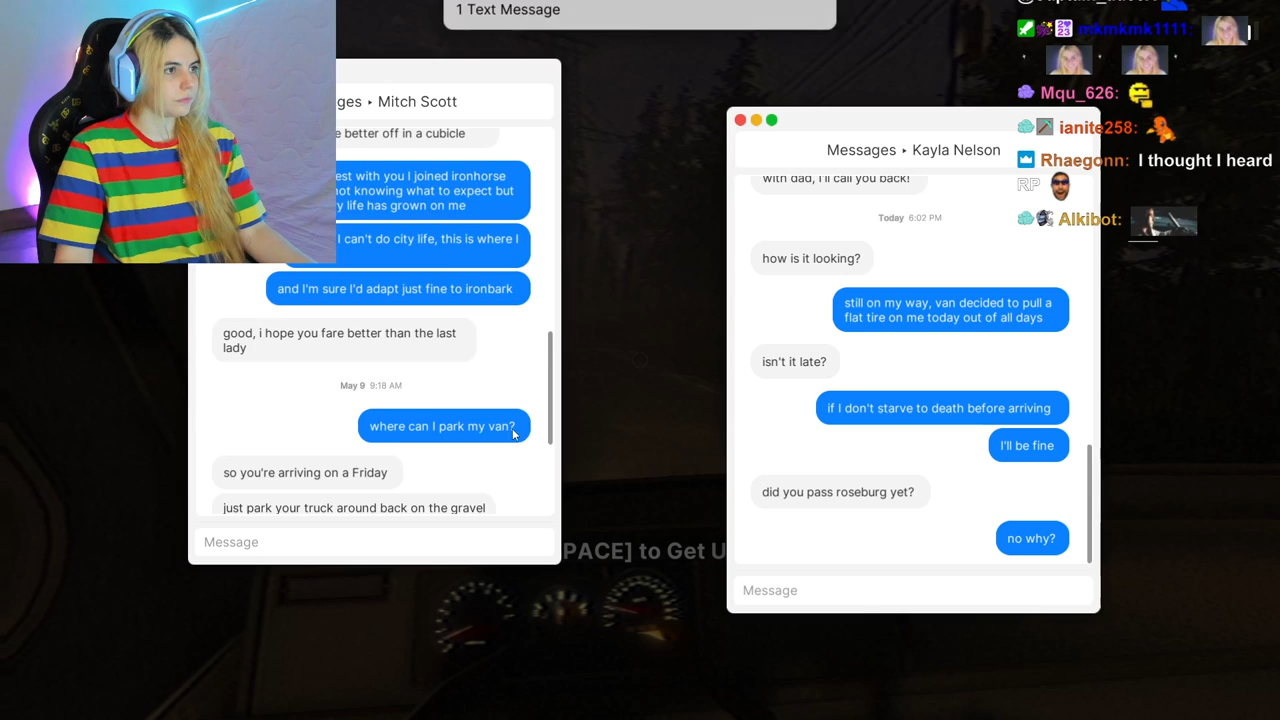 1 Text Message
ges ▸ Mitch Scott
e better off in a cubicle
est with you I joined ironhorse
not knowing what to expect but
y life has grown on me
I can't do city life, this is where I
and I'm sure I'd adapt just fine to ironbark
good, i hope you fare better than the last
lady
May 9 9:18 AM
where can I park my van?
so you're arriving on a Friday
just park your truck around back on the gravel
Message
PACE] to Get U
Messages ▸ Kayla Nelson
with dad, I'll call you back!
Today 6:02 PM
how is it looking?
still on my way, van decided to pull a
flat tire on me today out of all days
isn't it late?
if I don't starve to death before arriving
I'll be fine
did you pass roseburg yet?
no why?
Message
mkmkmk1111:
Mqu_626:
ianite258:
Rhaegonn: I thought I heard
RP
Alkibot: